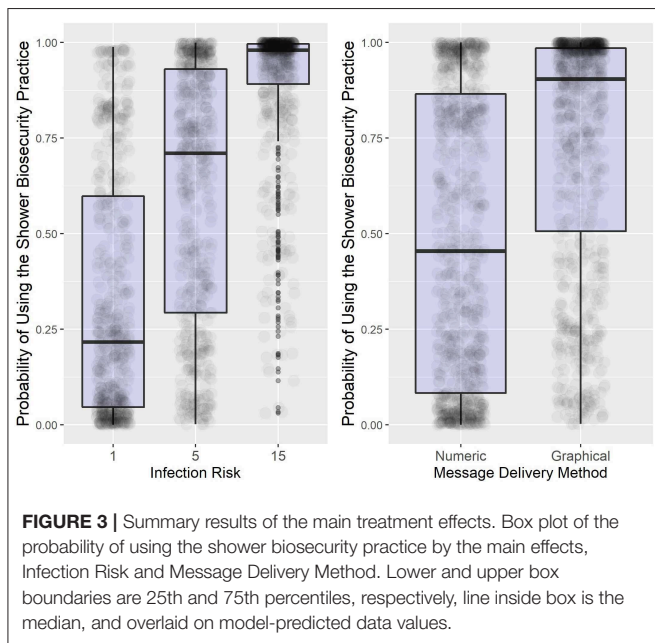 Probability of Using the Shower Biosecurity Practice
1.00
0.75
0.50
0.25
0.00
1
5
15
Infection Risk
Probability of Using the Shower Biosecurity Practice
1.00
0.75
0.50
0.25
0.00
Numeric
Graphical
Message Delivery Method
FIGURE 3 | Summary results of the main treatment effects. Box plot of the
probability of using the shower biosecurity practice by the main effects,
Infection Risk and Message Delivery Method. Lower and upper box
boundaries are 25th and 75th percentiles, respectively, line inside box is the
median, and overlaid on model-predicted data values.